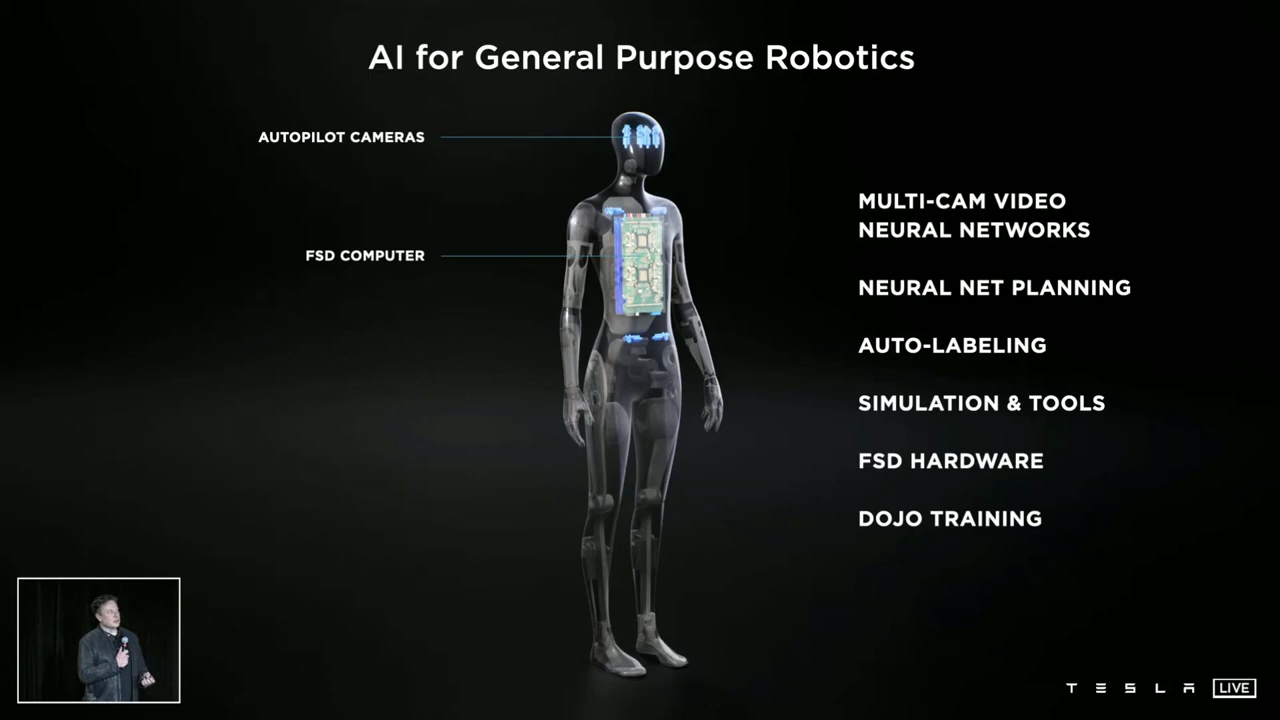 AI for General Purpose Robotics
AUTOPILOT CAMERAS
FSD COMPUTER
MULTI-CAM VIDEO
NEURAL NETWORKS
NEURAL NET PLANNING
AUTO-LABELING
SIMULATION & TOOLS
FSD HARDWARE
DOJO TRAINING
TESLA LIVE